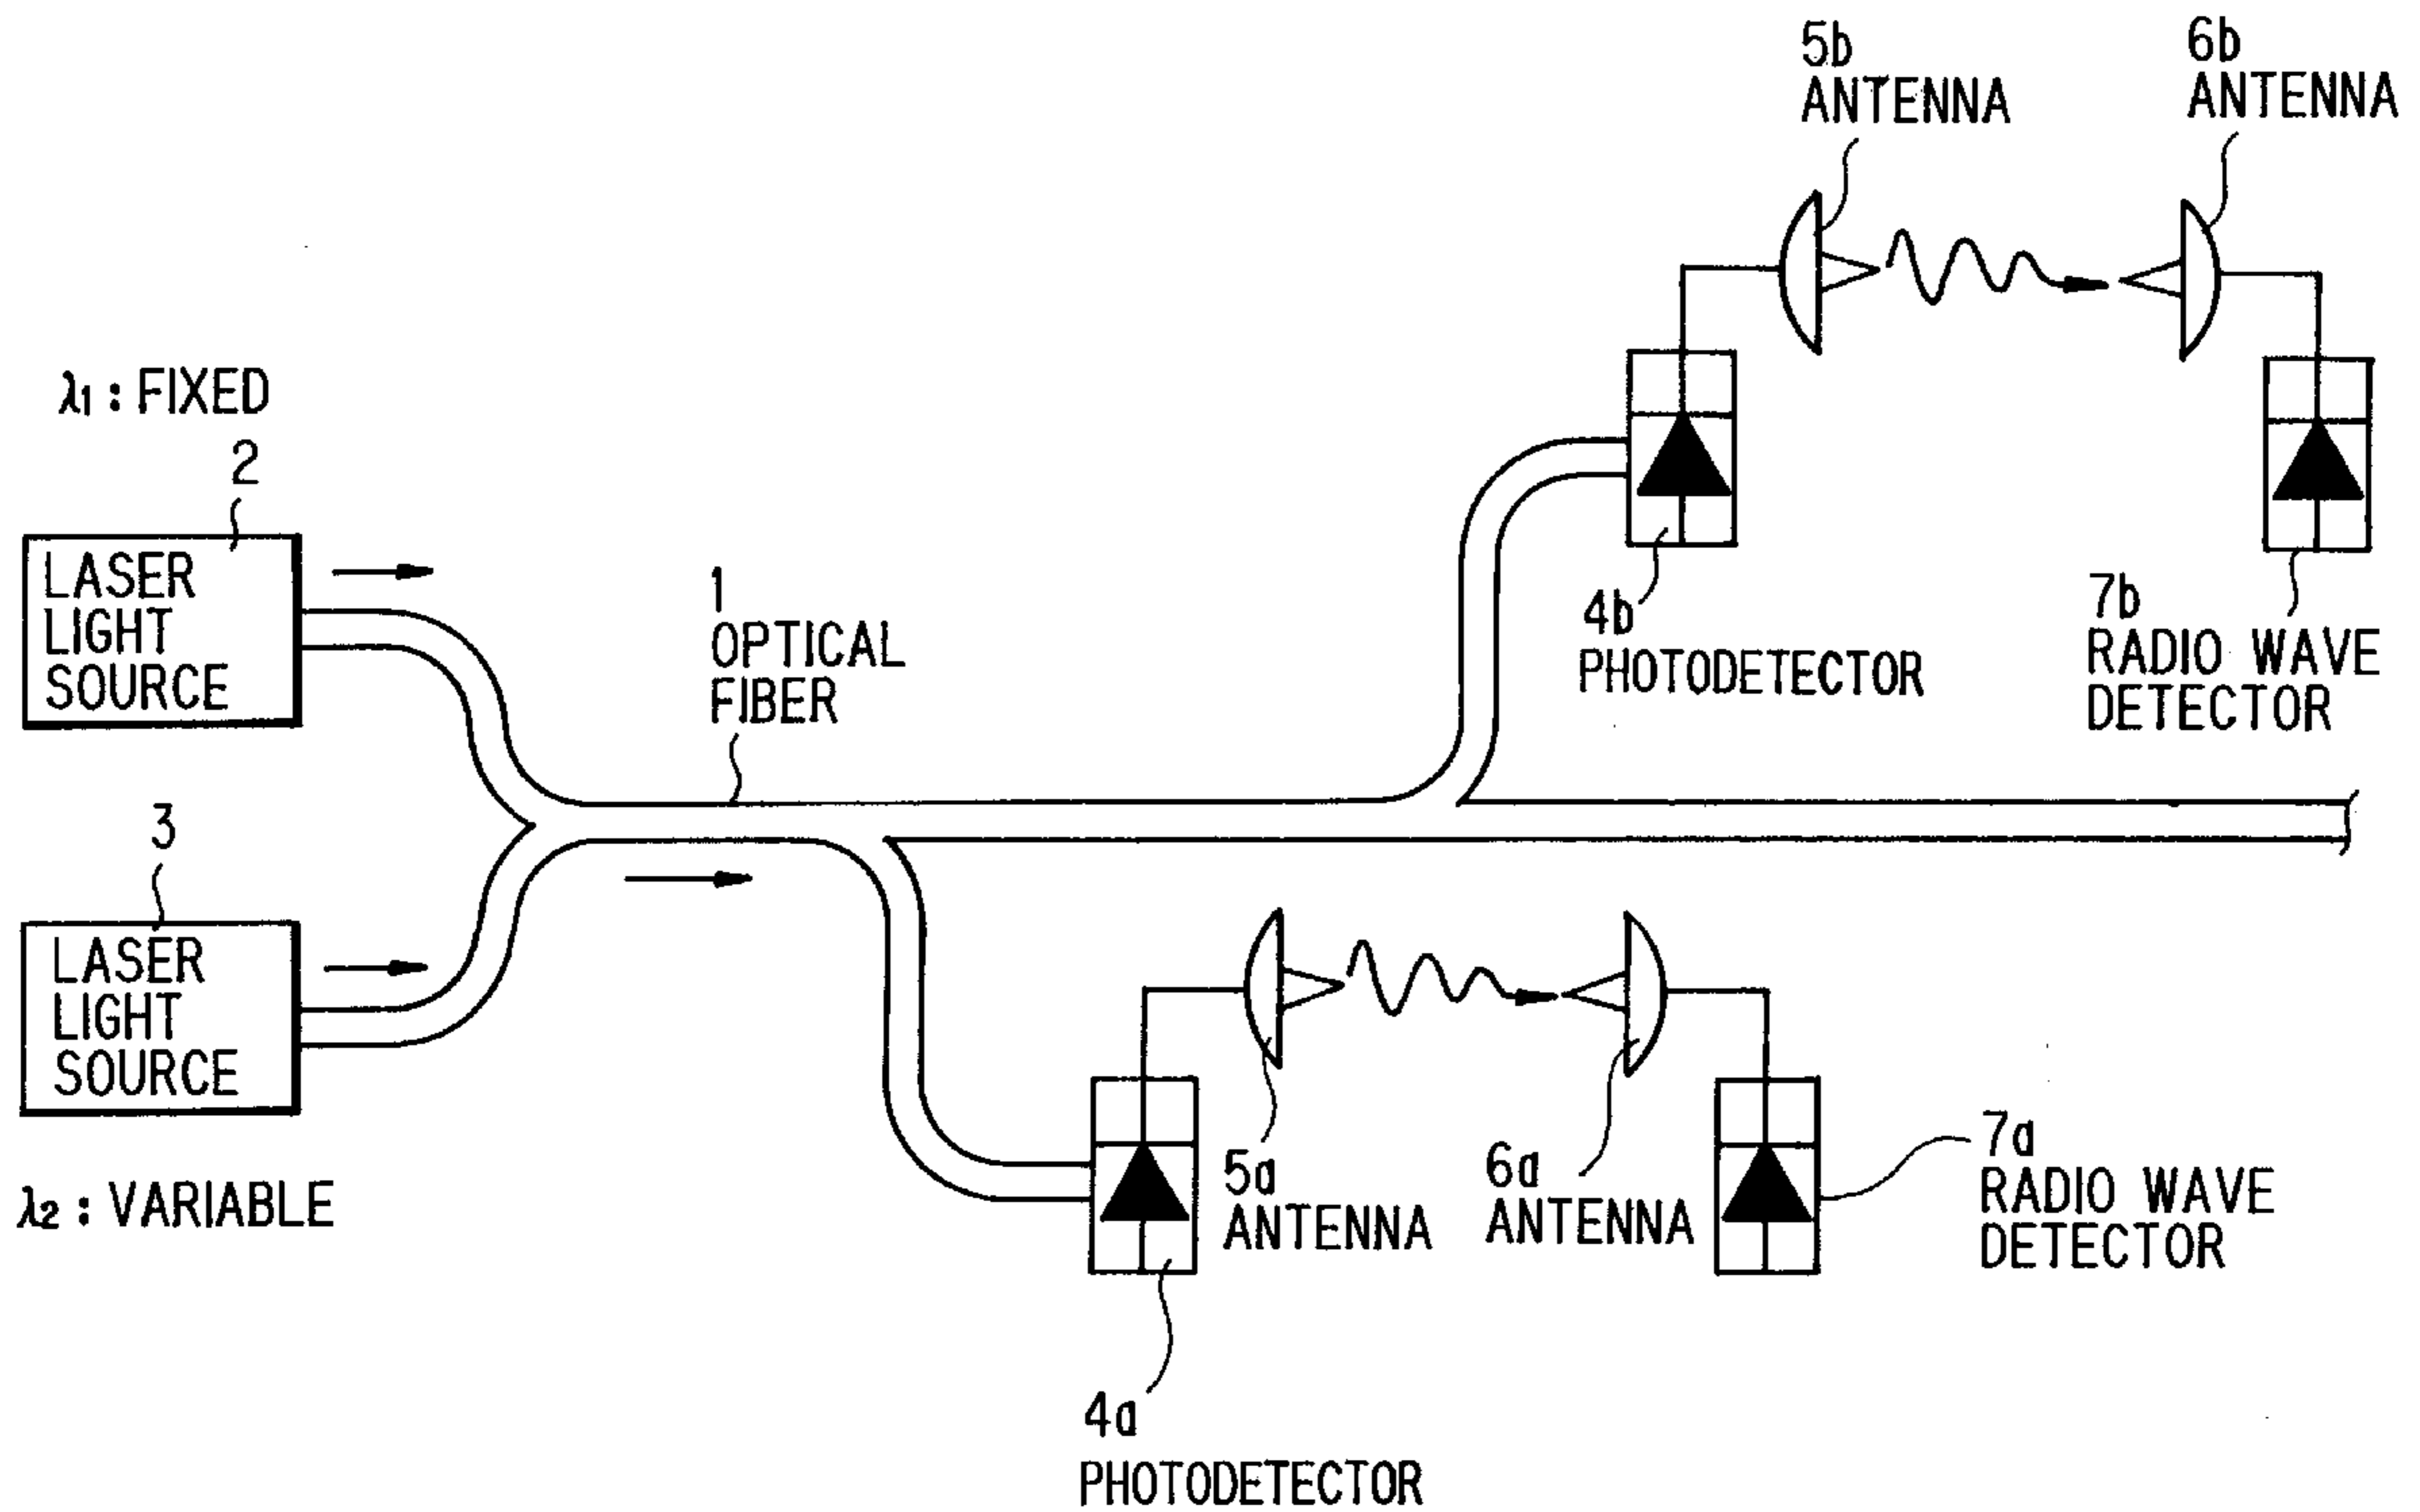 5b
ANTENNA
6b
ANTENNA
λ1 : FIXED
2
LASER
LIGHT
SOURCE
1
OPTICAL
FIBER
4b
PHOTODETECTOR
7b
RADIO WAVE
DETECTOR
3
LASER
LIGHT
SOURCE
λ2 : VARIABLE
5a
ANTENNA
6a
ANTENNA
7a
RADIO WAVE
DETECTOR
4a
PHOTODETECTOR